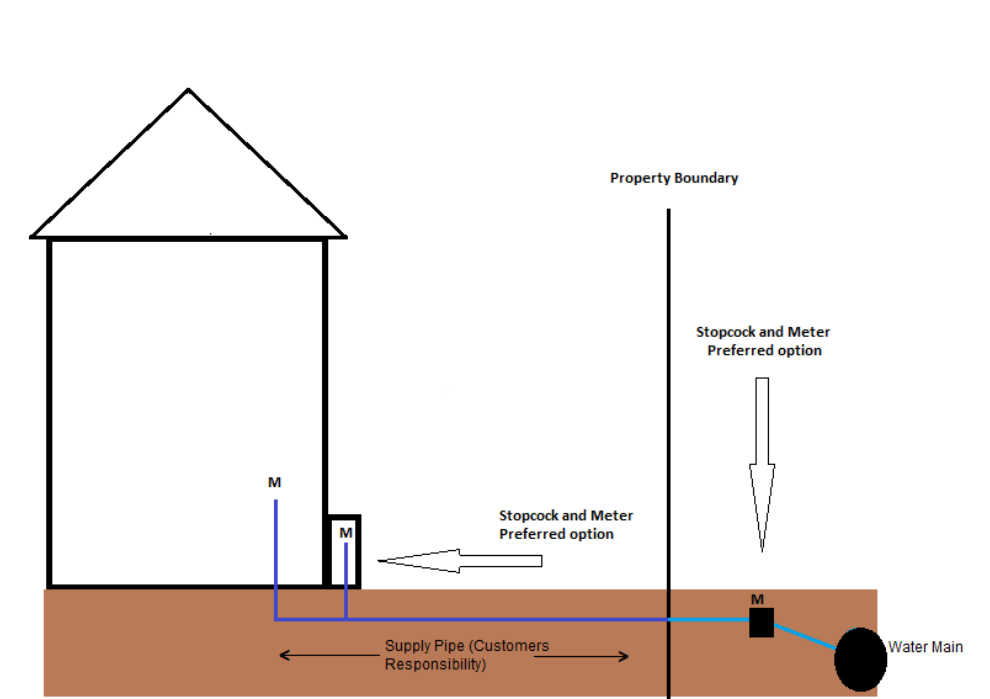 Property Boundary
Stopcock and Meter
Preferred option
M
Stopcock and Meter
Preferred option
M
M
Supply Pipe (Customers
Responsibility)
Water Main